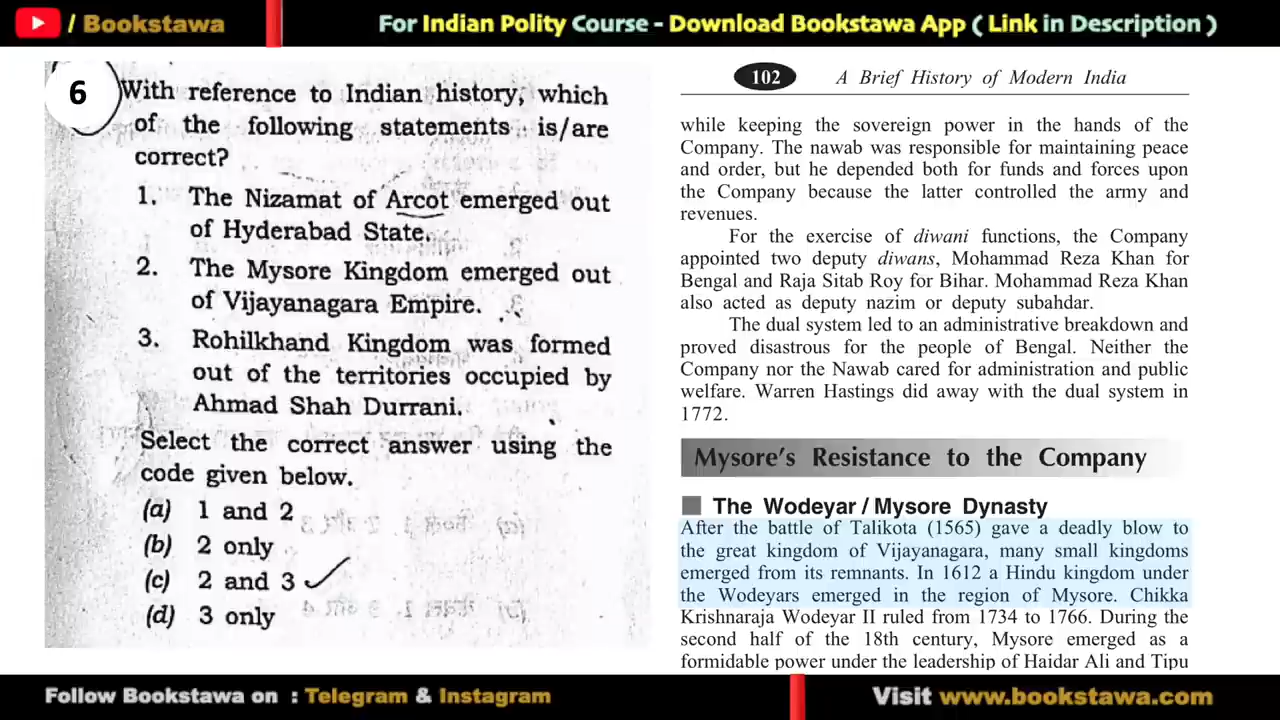 / Bookstawa
For Indian Polity Course - Download Bookstawa App ( Link in Description )
6
With reference to Indian history, which
of the following statements is/are
correct?
1. The Nizamat of Arcot emerged out
of Hyderabad State.
2. The Mysore Kingdom emerged out
of Vijayanagara Empire.
3. Rohilkhand Kingdom was formed
out of the territories occupied by
Ahmad Shah Durrani.
Select the correct answer using the
code given below.
(a) 1 and 2
(b) 2 only
(c) 2 and 3
(d) 3 only
102 A Brief History of Modern India
while keeping the sovereign power in the hands of the
Company. The nawab was responsible for maintaining peace
and order, but he depended both for funds and forces upon
the Company because the latter controlled the army and
revenues.
For the exercise of diwani functions, the Company
appointed two deputy diwans, Mohammad Reza Khan for
Bengal and Raja Sitab Roy for Bihar. Mohammad Reza Khan
also acted as deputy nazim or deputy subahdar.
The dual system led to an administrative breakdown and
proved disastrous for the people of Bengal. Neither the
Company nor the Nawab cared for administration and public
welfare. Warren Hastings did away with the dual system in
1772.
Mysore's Resistance to the Company
The Wodeyar / Mysore Dynasty
After the battle of Talikota (1565) gave a deadly blow to
the great kingdom of Vijayanagara, many small kingdoms
emerged from its remnants. In 1612 a Hindu kingdom under
the Wodeyars emerged in the region of Mysore. Chikka
Krishnaraja Wodeyar II ruled from 1734 to 1766. During the
second half of the 18th century, Mysore emerged as a
formidable power under the leadership of Haidar Ali and Tipu
Follow Bookstawa on : Telegram & Instagram
Visit www.bookstawa.com